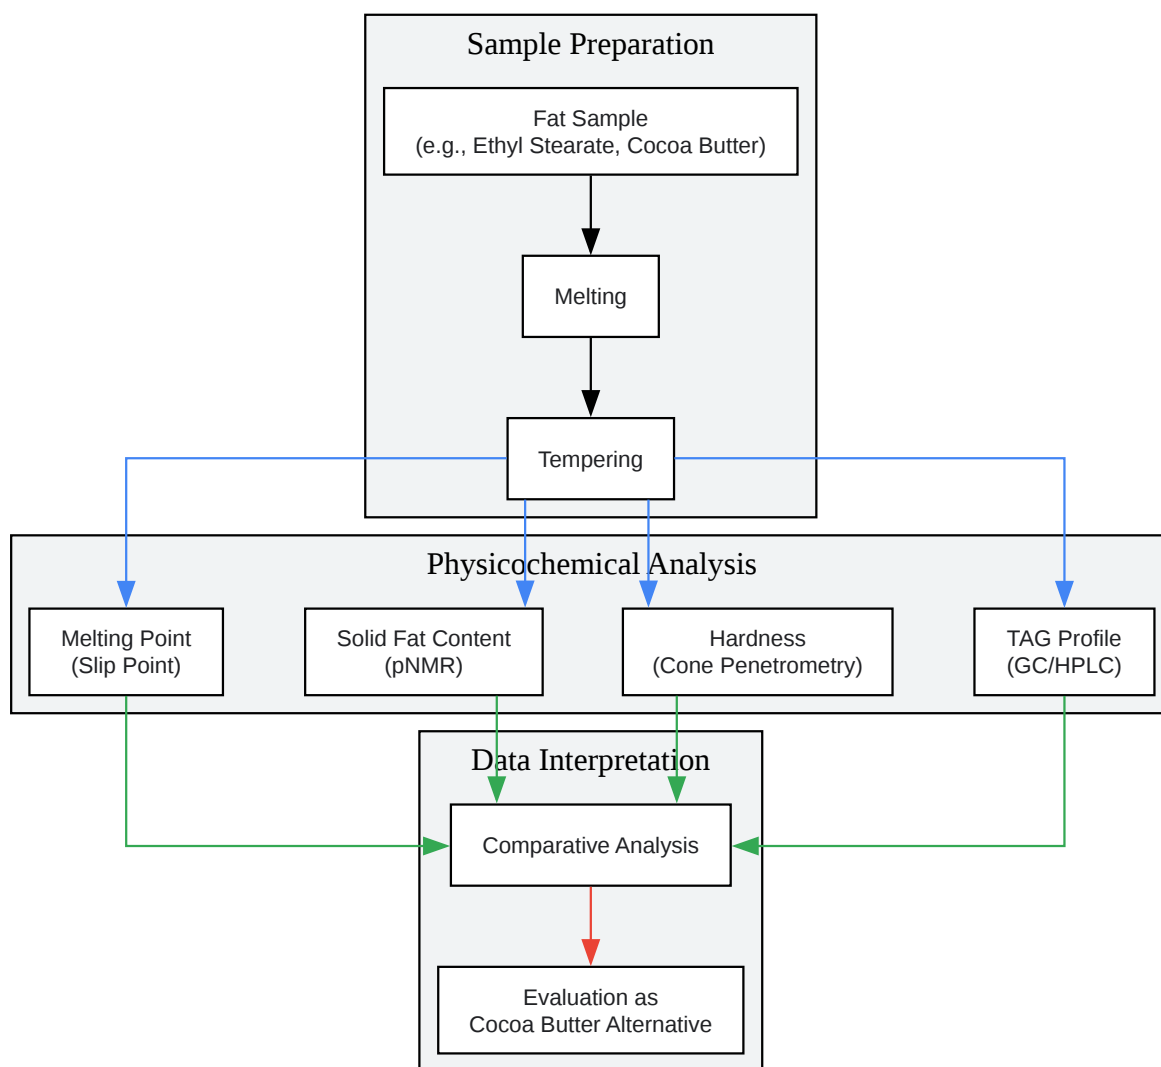 Sample Preparation
Fat Sample
(e.g., Ethyl Stearate, Cocoa Butter)
Melting
Tempering
Physicochemical Analysis
Melting Point
(Slip Point)
Solid Fat Content
(pNMR)
Hardness
(Cone Penetrometry)
TAG Profile
(GC/HPLC)
Data Interpretation
Comparative Analysis
Evaluation as
Cocoa Butter Alternative